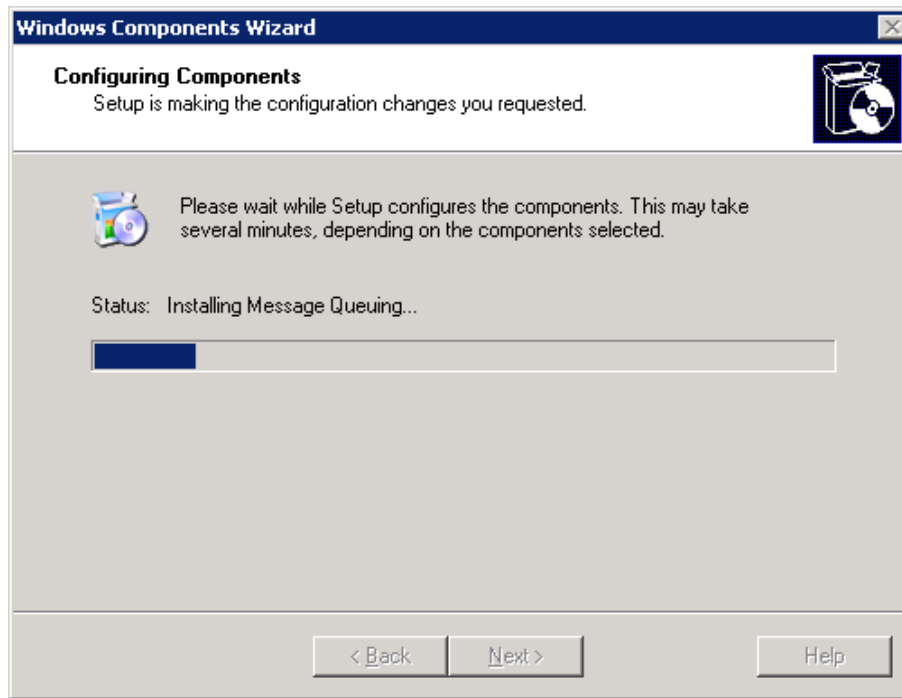 Windows Components Wizard
Configuring Components
Setup is making the configuration changes you requested.
Please wait while Setup configures the components. This may take
several minutes, depending on the components selected.
Status: Installing Message Queuing...
< Back Next > Help